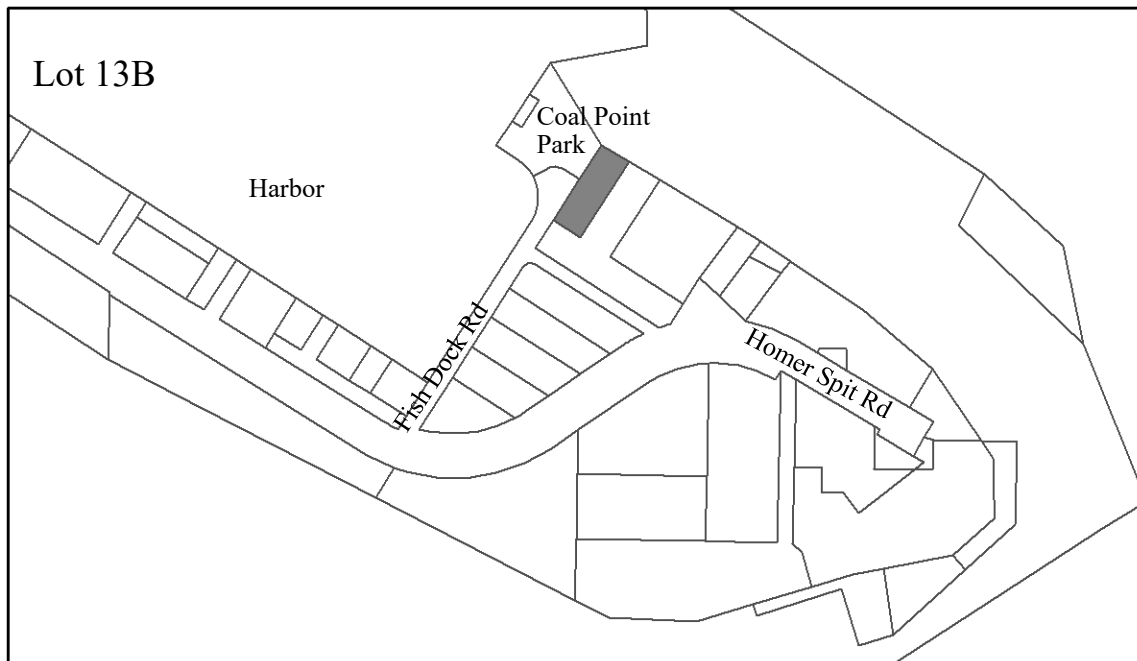 Lot 13B
Coal Point
Park
Harbor
Fish Dock Rd
Homer Spit Rd